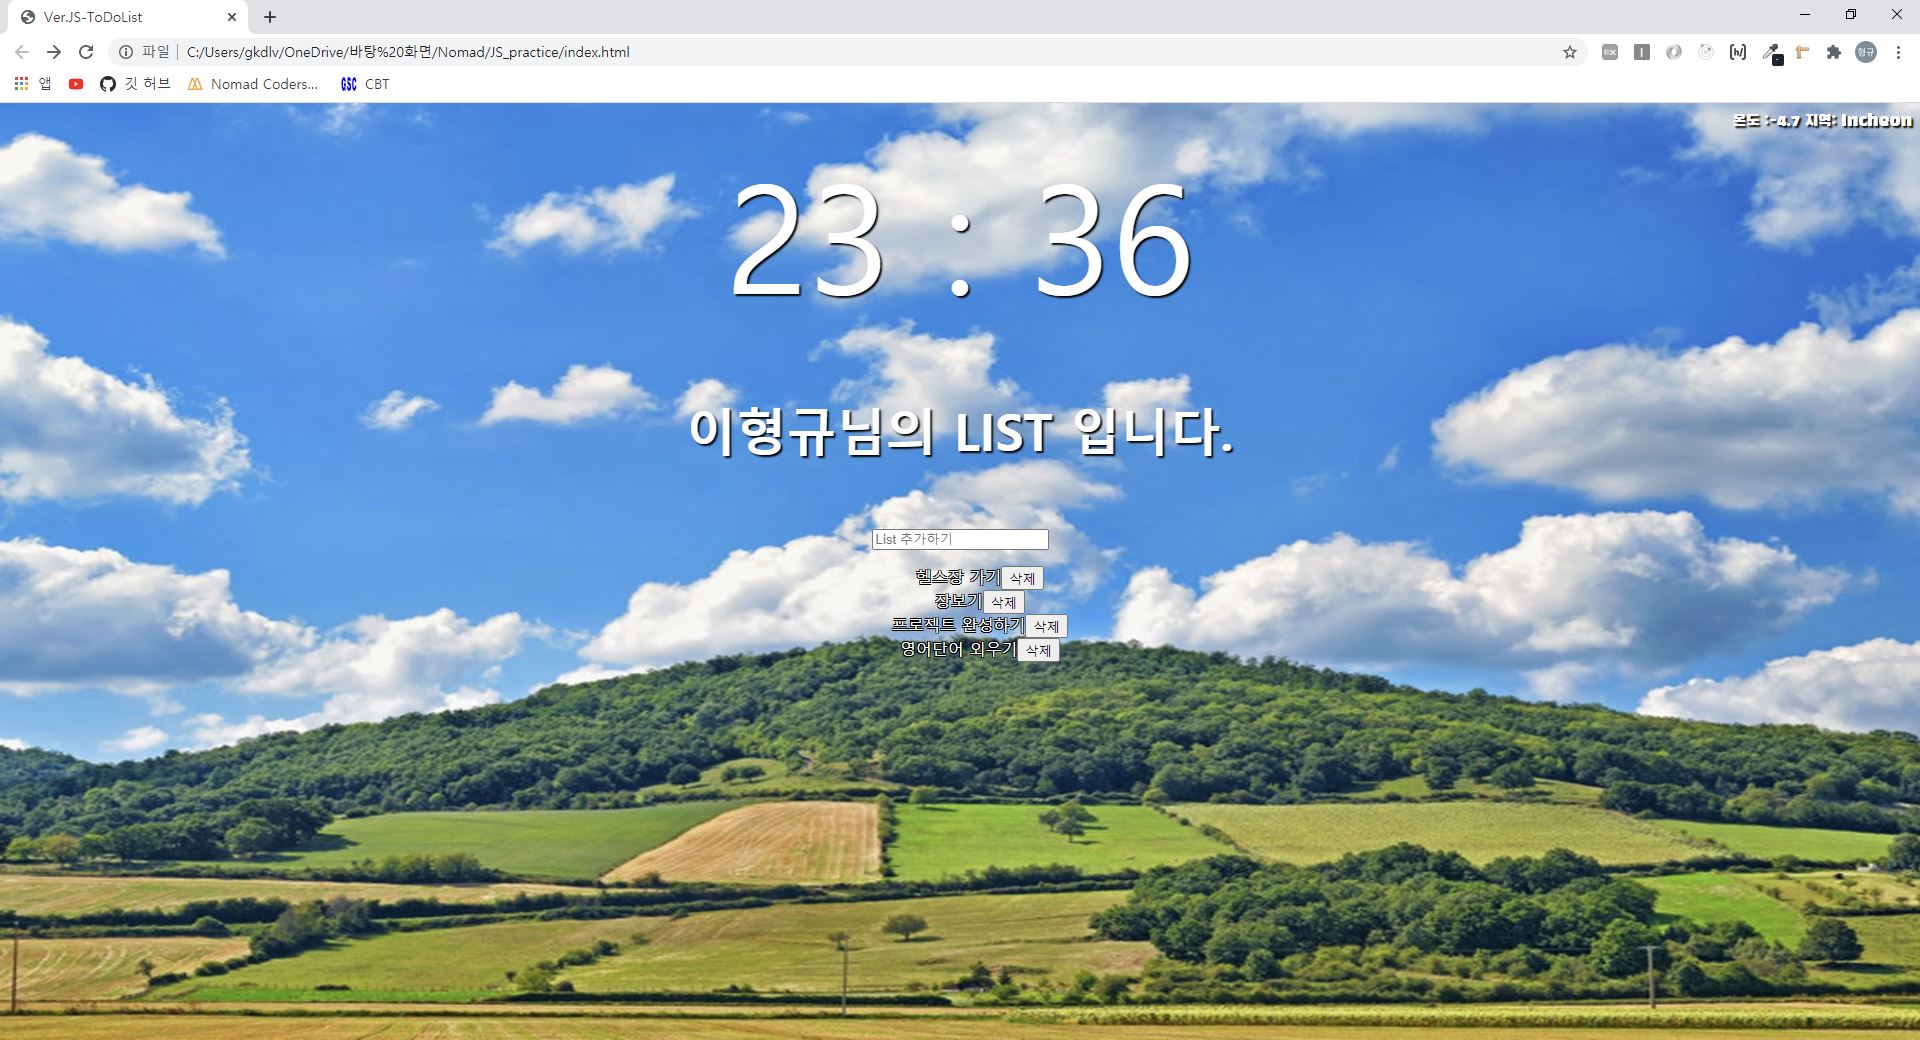 Ver.JS-ToDoList
파일 C:/Users/gkdlv/OneDrive/바탕%20화면/Nomad/JS_practice/index.html
형규
앱 깃 허브 Nomad Coders... GSC CBT
온도 :-4.7 지역: Incheon
23 : 36
이형규님의 LIST 입니다.
List 추가하기
헬스장 가기 삭제
장보기 삭제
프로젝트 완성하기 삭제
영어단어 외우기 삭제